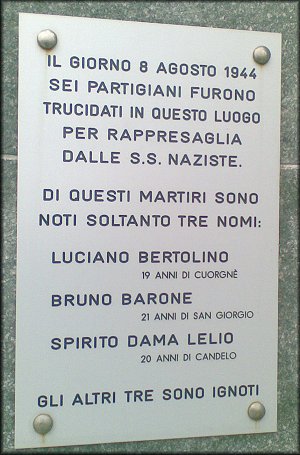 IL GIORNO 8 AGOSTO 1944
SEI PARTIGIANI FURONO
TRUCIDATI IN QUESTO LUOGO
PER RAPPRESAGLIA
DALLE S.S. NAZISTE.
DI QUESTI MARTIRI SONO
NOTI SOLTANTO TRE NOMI:
LUCIANO BERTOLINO
19 ANNI DI CUORGNÈ
BRUNO BARONE
21 ANNI DI SAN GIORGIO
SPIRITO DAMA LELIO
20 ANNI DI CANDELO
GLI ALTRI TRE SONO IGNOTI